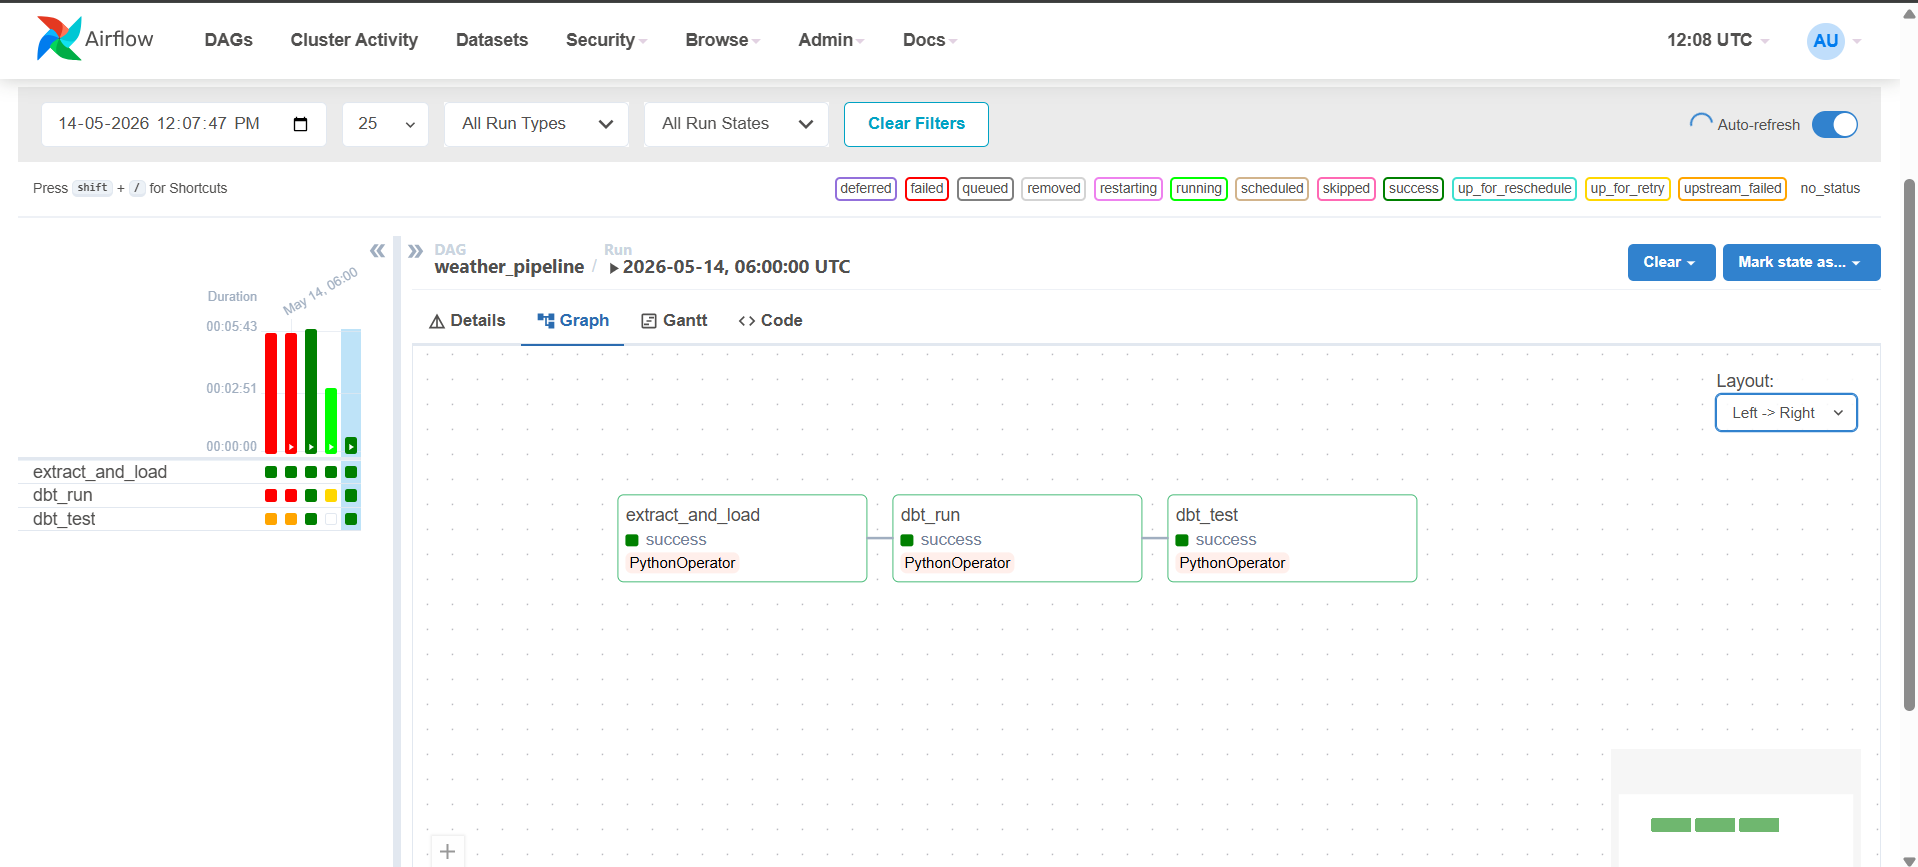 Airflow DAGs Cluster Activity Datasets Security Browse Admin Docs 12:08 UTC AU
14-05-2026 12:07:47 PM 25 All Run Types All Run States Clear Filters Auto-refresh
Press shift + / for Shortcuts deferred failed queued removed restarting running scheduled skipped success up_for_reschedule up_for_retry upstream_failed no_status
DAG Run
weather_pipeline / 2026-05-14, 06:00:00 UTC
Clear Mark state as...
Details Graph Gantt Code
May 14, 06:00
Duration
00:05:43
00:02:51
00:00:00
extract_and_load
dbt_run
dbt_test
Layout:
Left -> Right
extract_and_load
success
PythonOperator
dbt_run
success
PythonOperator
dbt_test
success
PythonOperator